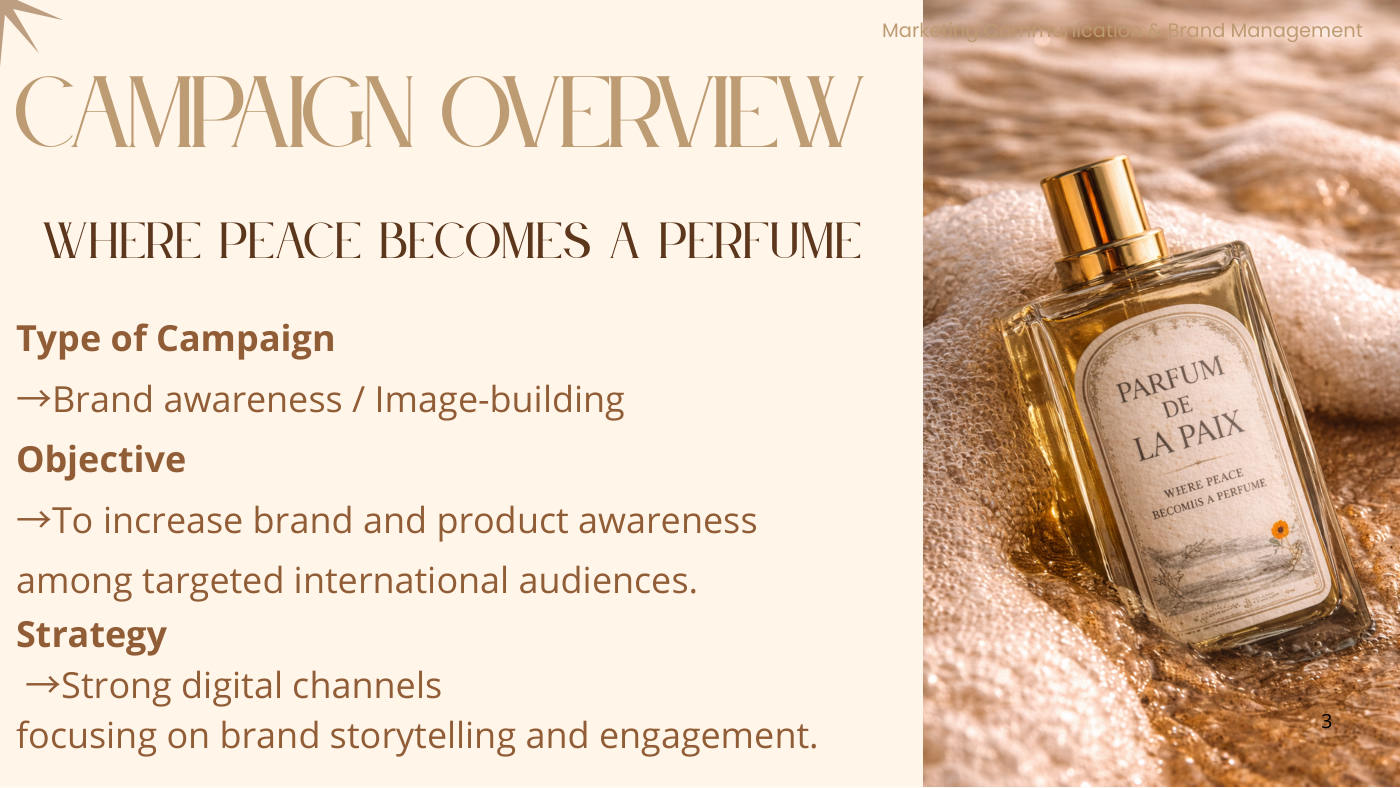 Marketing Communication & Brand Management
CAMPAIGN OVERVIEW
WHERE PEACE BECOMES A PERFUME
Type of Campaign
→Brand awareness / Image-building
Objective
→To increase brand and product awareness
among targeted international audiences.
Strategy
→Strong digital channels
focusing on brand storytelling and engagement.
PARFUM
DE
LA PAIX
WHERE PEACE
BECOMES A PERFUME
3